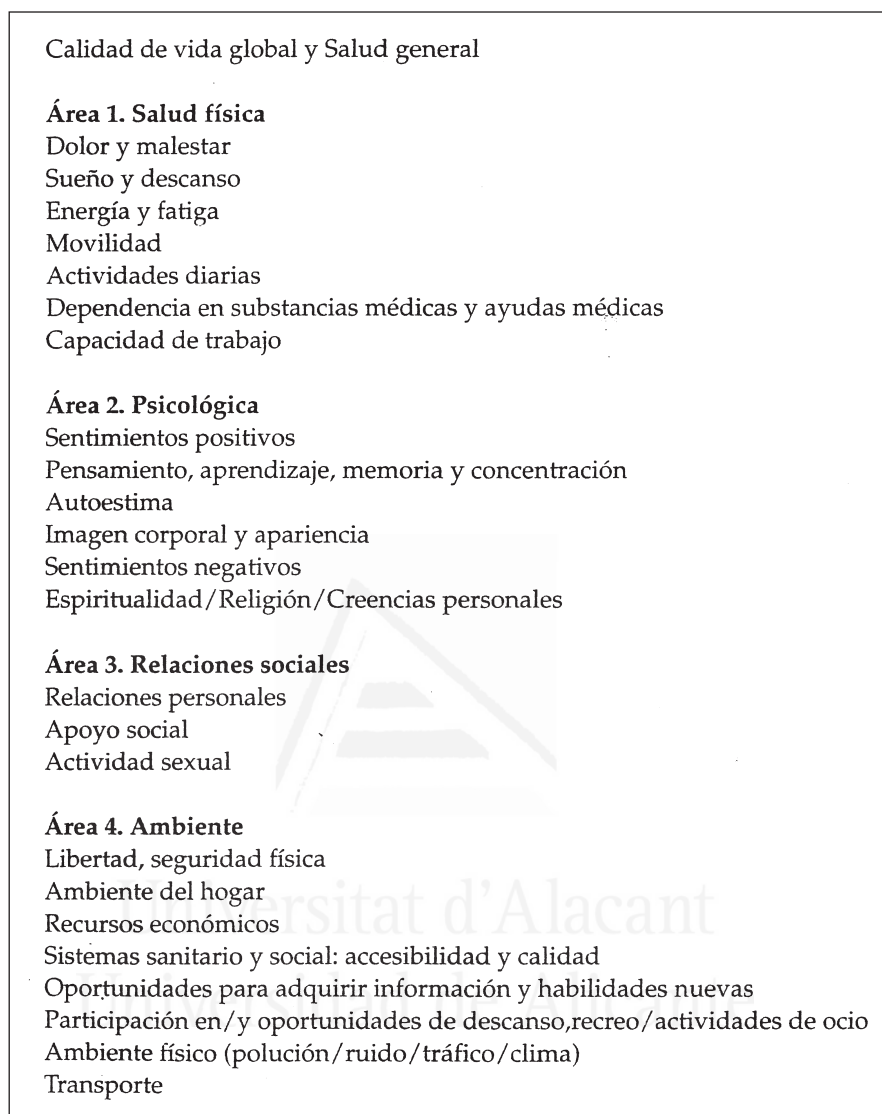 Calidad de vida global y Salud general
Área 1. Salud física
Dolor y malestar
Sueño y descanso
Energía y fatiga
Movilidad
Actividades diarias
Dependencia en substancias médicas y ayudas médicas
Capacidad de trabajo
Área 2. Psicológica
Sentimientos positivos
Pensamiento, aprendizaje, memoria y concentración
Autoestima
Imagen corporal y apariencia
Sentimientos negativos
Espiritualidad/Religión/Creencias personales
Área 3. Relaciones sociales
Relaciones personales
Apoyo social
Actividad sexual
Área 4. Ambiente
Libertad, seguridad física
Ambiente del hogar
Universitat d'Alacant
Recursos económicos
Sistemas sanitario y social: accesibilidad y calidad
Oportunidades para adquirir información y habilidades nuevas
Universidad de Alicante
Participación en/y oportunidades de descanso,recreo/actividades de ocio
Ambiente físico (polución/ruido/tráfico/clima)
Transporte